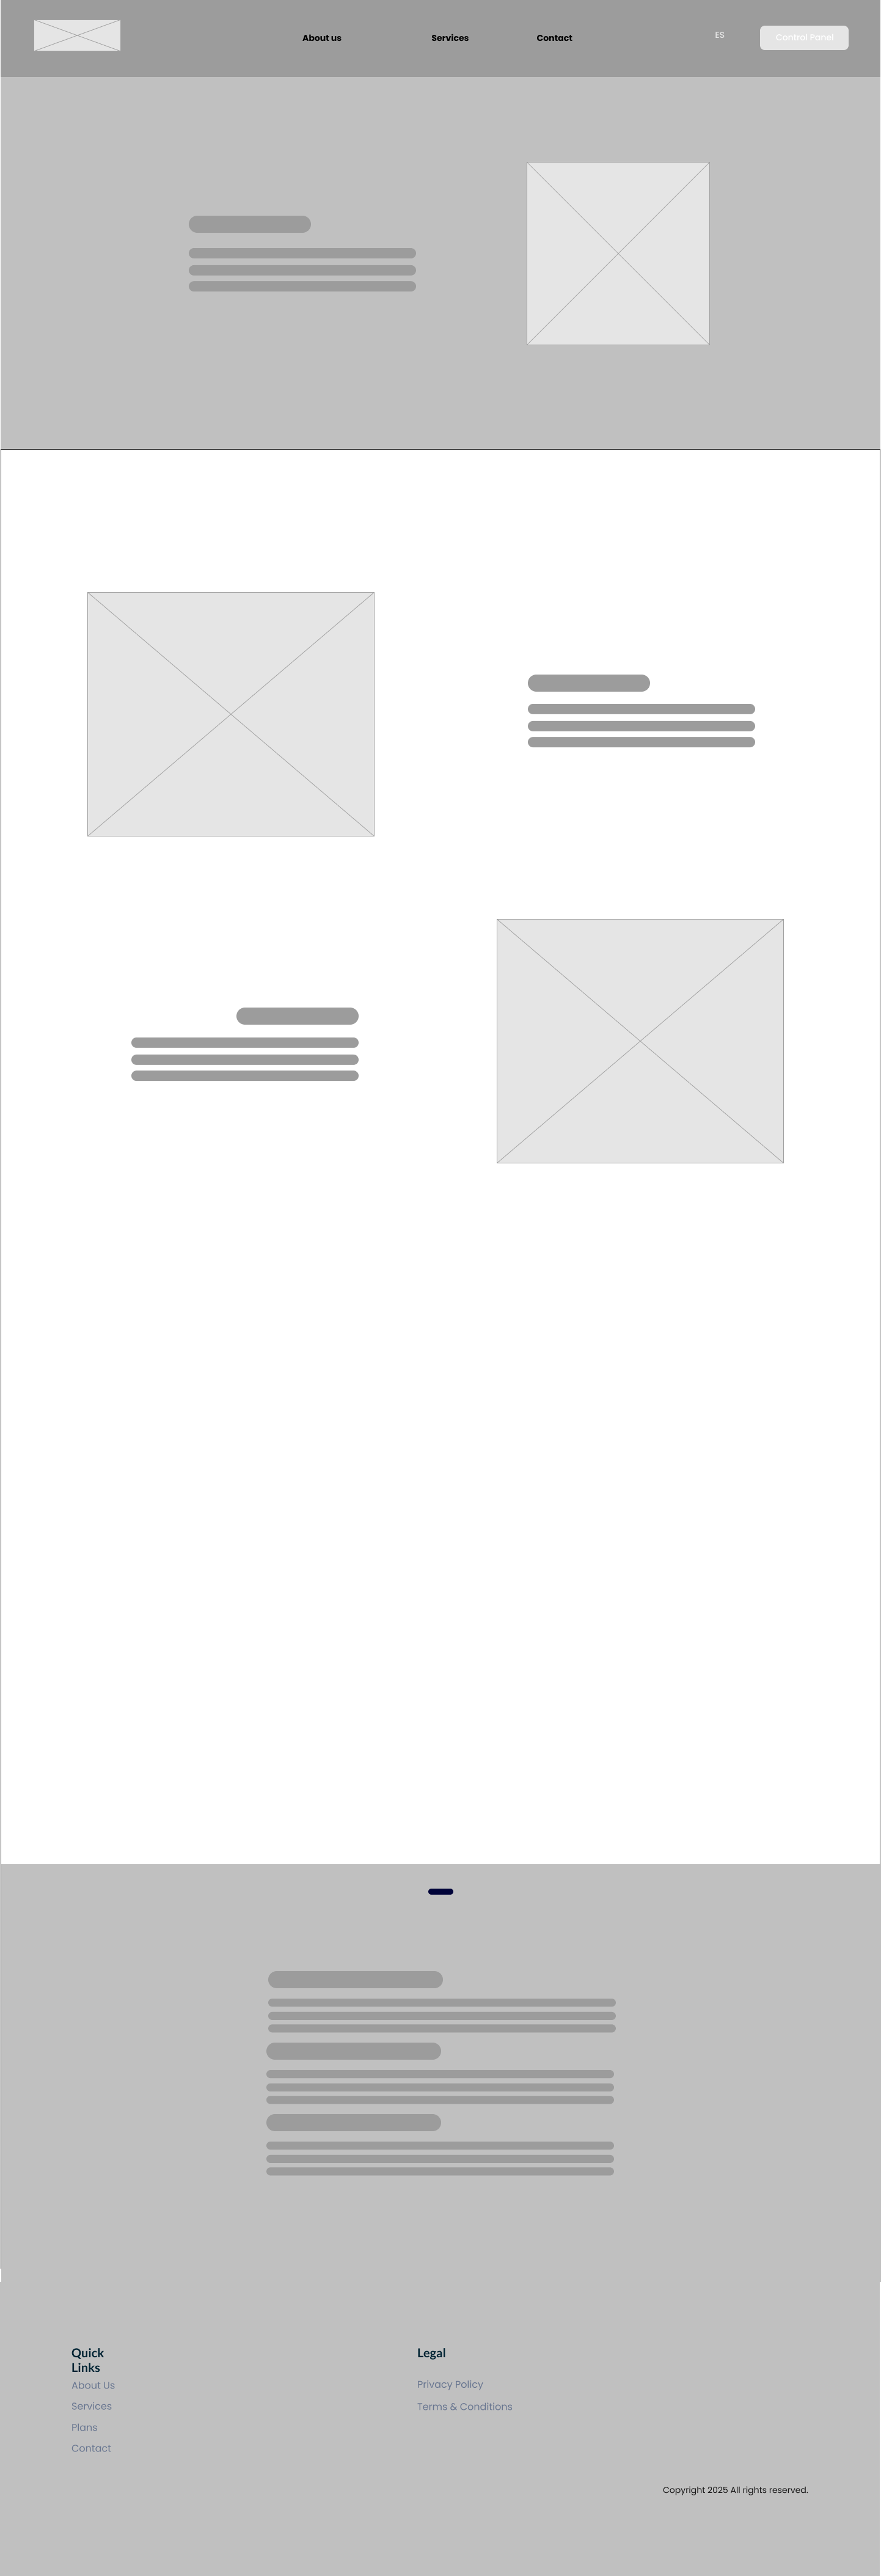 About us
Services
Contact
ES
Control Panel
Quick
Links
About Us
Services
Plans
Contact
Legal
Privacy Policy
Terms & Conditions
Copyright 2025 All rights reserved.